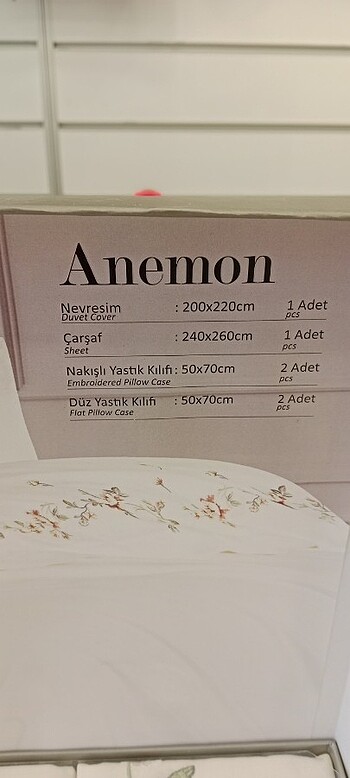 Anemon
Nevresim : 200x220cm 1 Adet
Duvet Cover pcs
Çarşaf : 240x260cm 1 Adet
Sheet pcs
Nakışlı Yastık Kılıfı : 50x70cm 2 Adet
Embroidered Pillow Case pcs
Düz Yastık Kılıfı : 50x70cm 2 Adet
Flat Pillow Case pcs